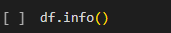 [ ] df.info()